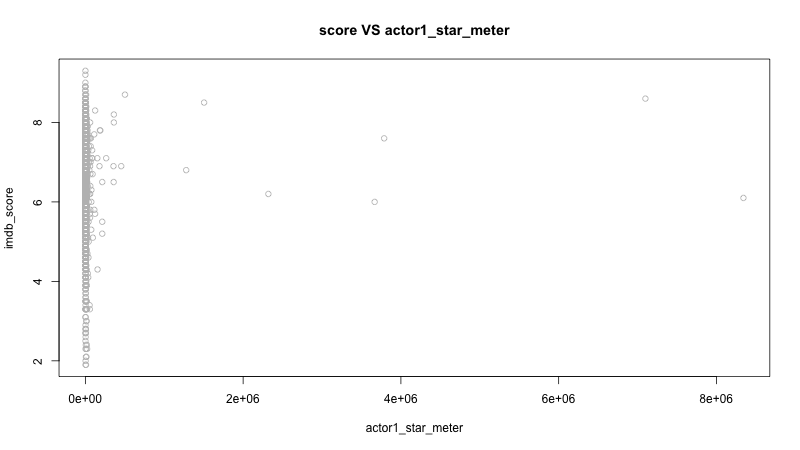 score VS actor1_star_meter
imdb_score
8
6
4
2
0e+00 2e+06 4e+06 6e+06 8e+06
actor1_star_meter